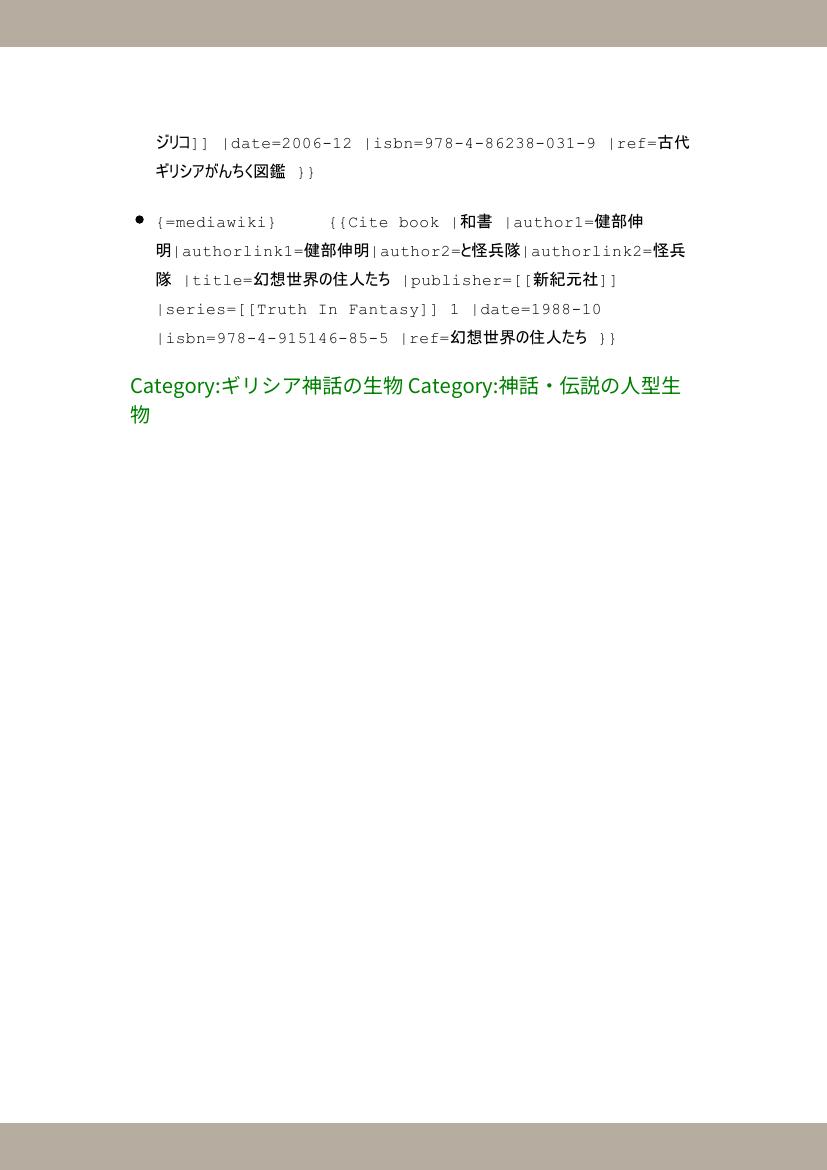 ジリコ]] |date=2006-12 |isbn=978-4-86238-031-9 |ref=古代
ギリシアがんちく図鑑 }}
• {=mediawiki} {{Cite book |和書 |author1=健部伸
明|authorlink1=健部伸明|author2=と怪兵隊|authorlink2=怪兵
隊 |title=幻想世界の住人たち |publisher=[[新紀元社]]
|series=[[Truth In Fantasy]] 1 |date=1988-10
|isbn=978-4-915146-85-5 |ref=幻想世界の住人たち }}
Category:ギリシア神話の生物 Category:神話・伝説の人型生
物